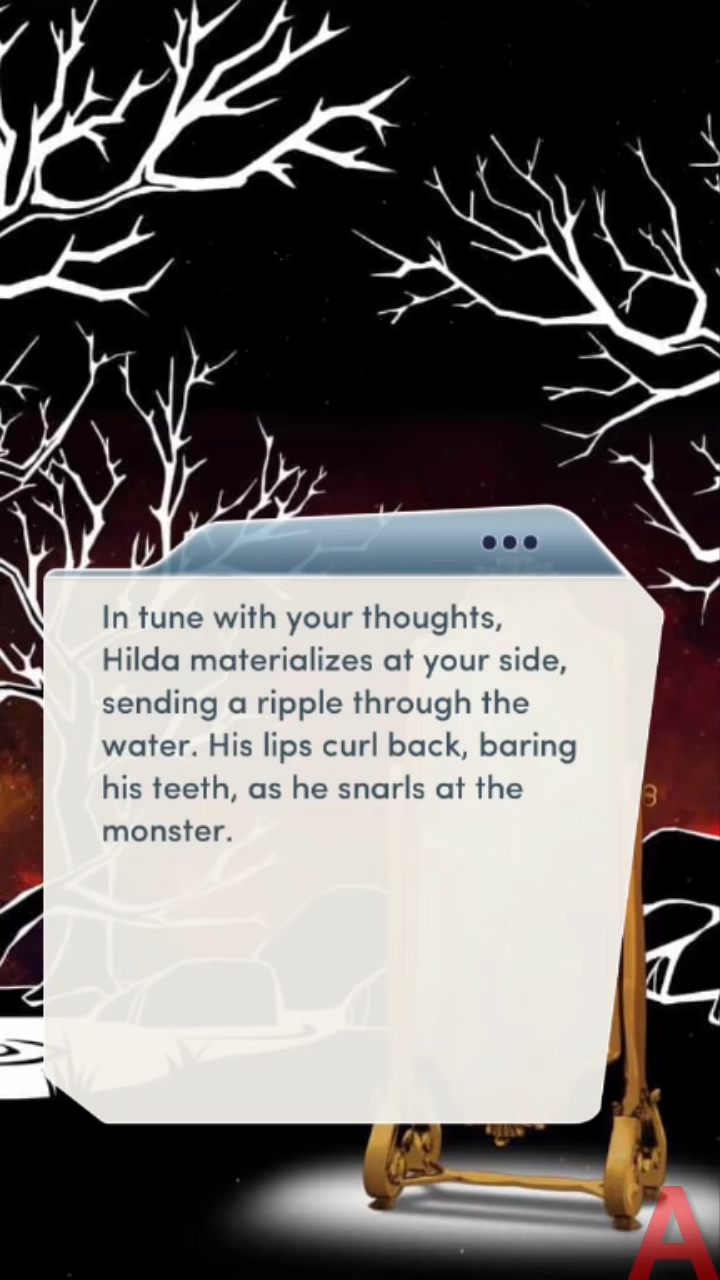 In tune with your thoughts,
Hilda materializes at your side,
sending a ripple through the
water. His lips curl back, baring
his teeth, as he snarls at the
monster.
A